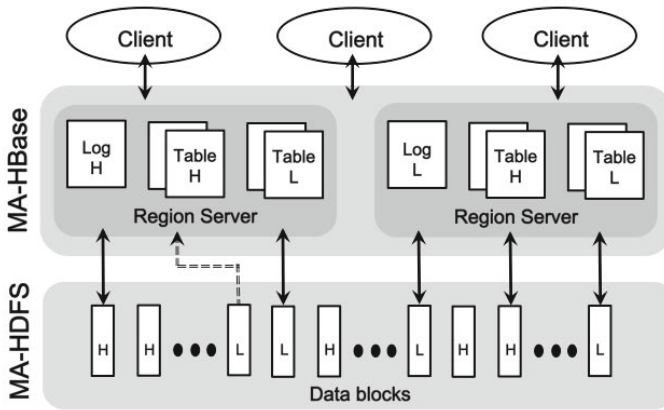 Client
Client
Client
MA-HBase
Log
H
Table
H
Table
L
Region Server
Log
L
Table
H
Table
L
Region Server
MA-HDFS
H
H
L
L
H
L
H
H
L
Data blocks